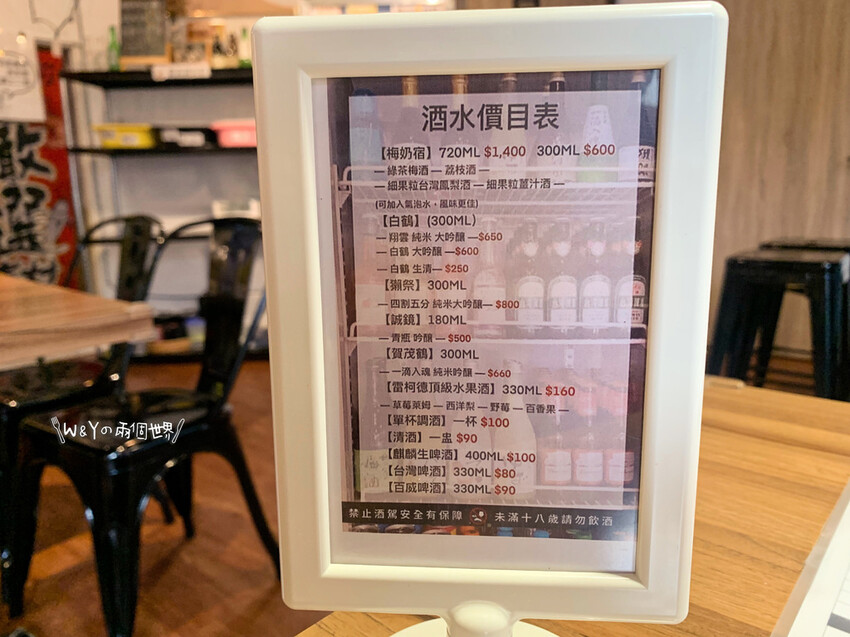 酒水價目表
【梅奶宿】720ML $1,400 300ML $600
— 綠茶梅酒 — 荔枝酒 —
— 細果粒台灣鳳梨酒 — 細果粒薑汁酒 —
(可加入氣泡水，風味更佳)
【白鶴】(300ML)
— 翔雲 純米 大吟釀 —$650
— 白鶴 大吟釀 —$600
— 白鶴 生清— $250
【獺祭】300ML
— 四割五分 純米大吟釀— $800
【誠鏡】180ML
— 青瓶 吟釀 — $500
【賀茂鶴】300ML
— 一滴入魂 純米吟釀 — $660
【雷柯德頂級水果酒】330ML $160
— 草莓萊姆 — 西洋梨 — 野莓 — 百香果 —
【單杯調酒】一杯 $100
【清酒】一盅 $90
【麒麟生啤酒】400ML $100
【台灣啤酒】330ML $80
【百威啤酒】330ML $90
禁止酒駕安全有保障 未滿十八歲請勿飲酒
W&Yの兩個世界